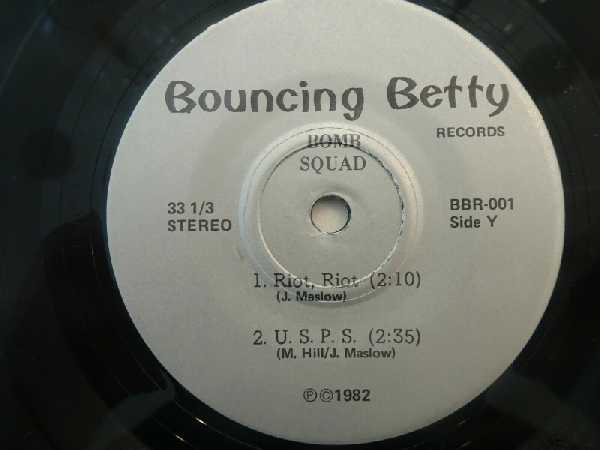 Bouncing Betty
RECORDS
BOMB
SQUAD
33 1/3
STEREO
BBR-001
Side Y
1. Riot, Riot (2:10)
(J. Maslow)
2. U. S. P. S. (2:35)
(M. Hill/J. Maslow)
℗©1982